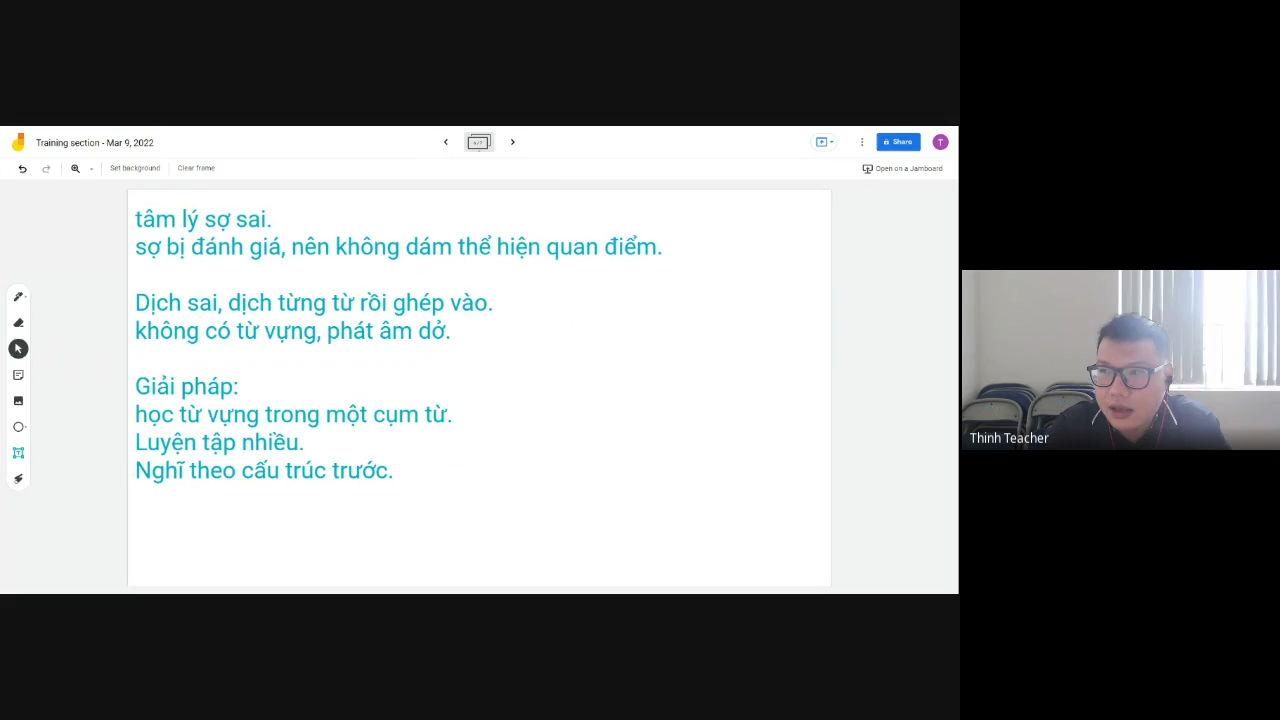 Training section - Mar 9, 2022
Share
T
Set background
Clear frame
Open on a Jamboard
tâm lý sợ sai.
sợ bị đánh giá, nên không dám thể hiện quan điểm.
Dịch sai, dịch từng từ rồi ghép vào.
không có từ vựng, phát âm dở.
Giải pháp:
học từ vựng trong một cụm từ.
Luyện tập nhiều.
Nghĩ theo cấu trúc trước.
Thinh Teacher